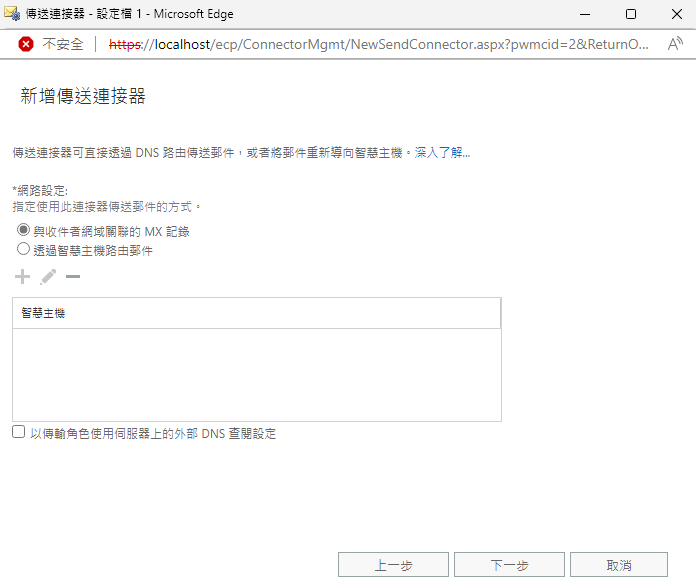 傳送連接器 - 設定檔 1 - Microsoft Edge
不安全 | https://localhost/ecp/ConnectorMgmt/NewSendConnector.aspx?pwmcid=2&ReturnO...
新增傳送連接器
傳送連接器可直接透過 DNS 路由傳送郵件，或者將郵件重新導向智慧主機。深入了解...
*網路設定:
指定使用此連接器傳送郵件的方式。
與收件者網域關聯的 MX 記錄
透過智慧主機路由郵件
智慧主機
以傳輸角色使用伺服器上的外部 DNS 查閱設定
上一步 下一步 取消